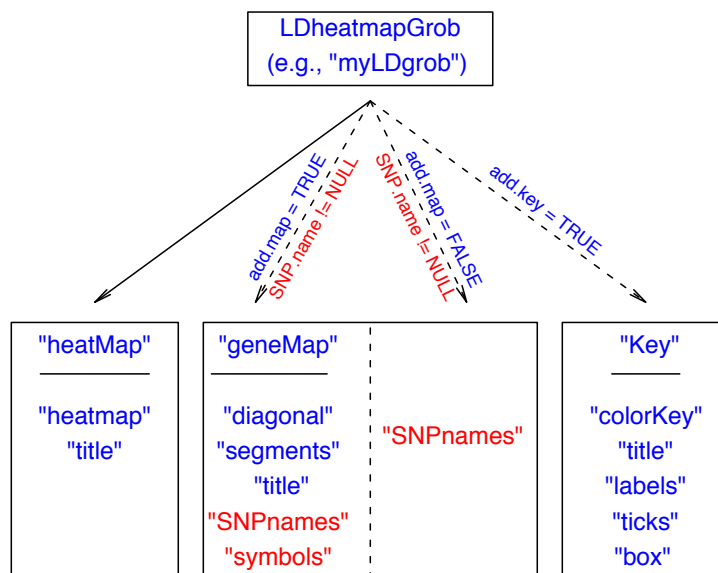 LDheatmapGrob
(e.g., "myLDgrob")
add.map = TRUE
SNP.name != NULL
add.map = FALSE
SNP.name != NULL
add.key = TRUE
"heatMap"
"heatmap"
"title"
"geneMap"
"diagonal"
"segments"
"title"
"SNPnames"
"symbols"
"SNPnames"
"Key"
"colorKey"
"title"
"labels"
"ticks"
"box"